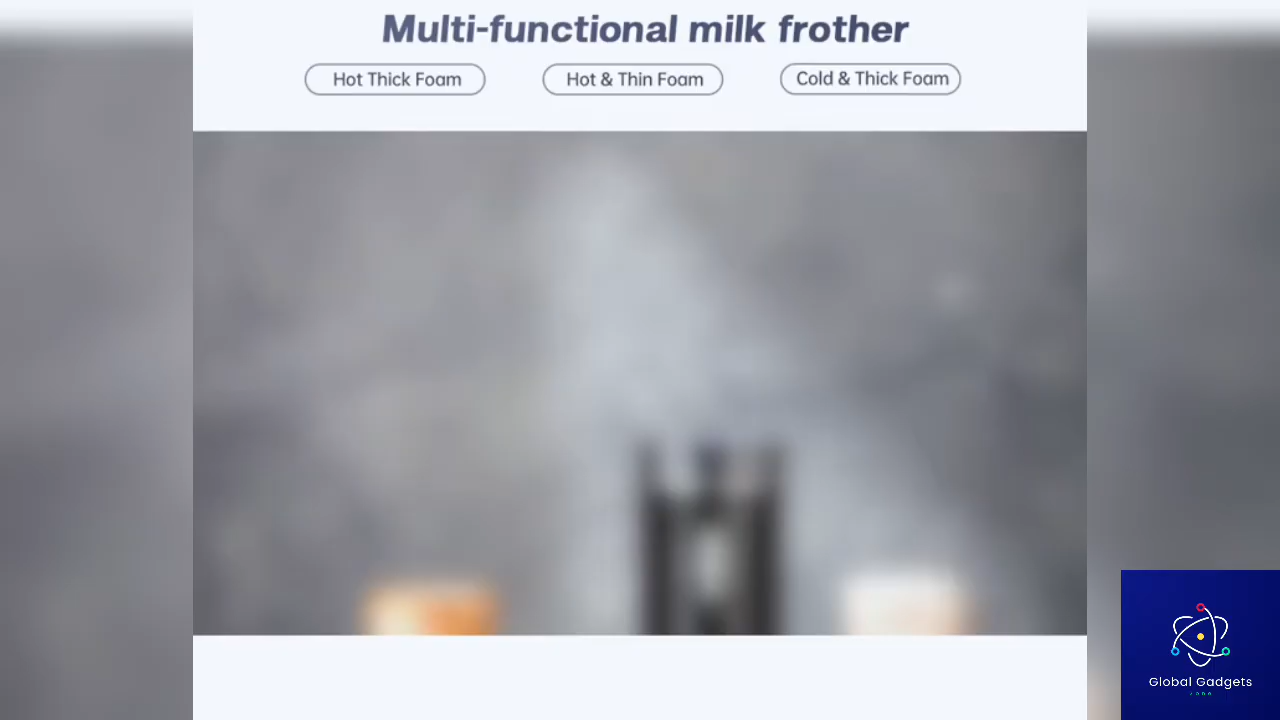 Multi-functional milk frother
Hot Thick Foam
Hot & Thin Foam
Cold & Thick Foam
Global Gadgets